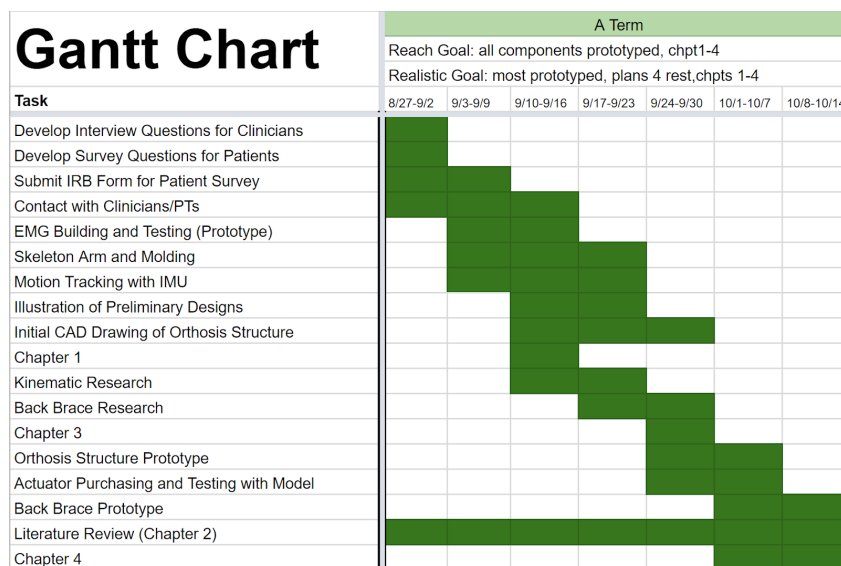 Gantt Chart
A Term
Reach Goal: all components prototyped, chpt1-4
Realistic Goal: most prototyped, plans 4 rest,chpts 1-4
Task 8/27-9/2 9/3-9/9 9/10-9/16 9/17-9/23 9/24-9/30 10/1-10/7 10/8-10/14
Develop Interview Questions for Clinicians
Develop Survey Questions for Patients
Submit IRB Form for Patient Survey
Contact with Clinicians/PTs
EMG Building and Testing (Prototype)
Skeleton Arm and Molding
Motion Tracking with IMU
Illustration of Preliminary Designs
Initial CAD Drawing of Orthosis Structure
Chapter 1
Kinematic Research
Back Brace Research
Chapter 3
Orthosis Structure Prototype
Actuator Purchasing and Testing with Model
Back Brace Prototype
Literature Review (Chapter 2)
Chapter 4